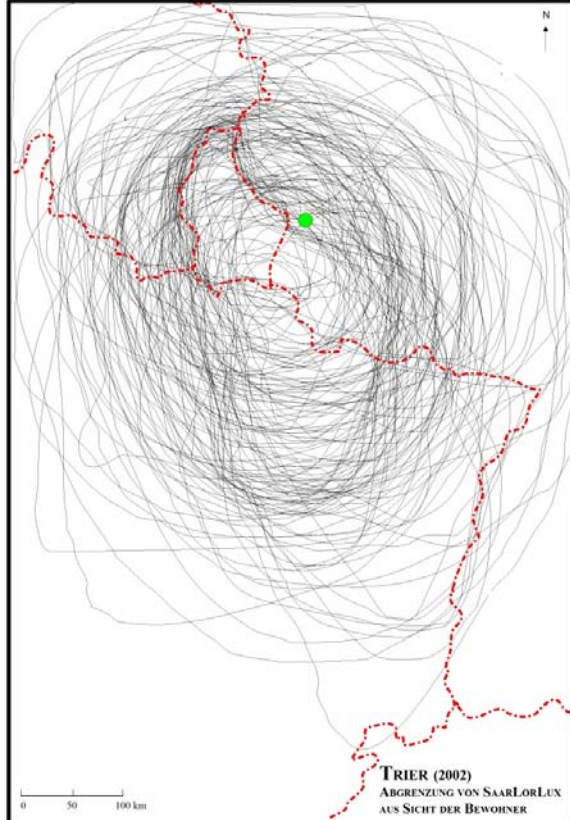 N
TRIER (2002)
ABGRENZUNG VON SAARLORLUX
AUS SICHT DER BEWOHNER
0 50 100 km